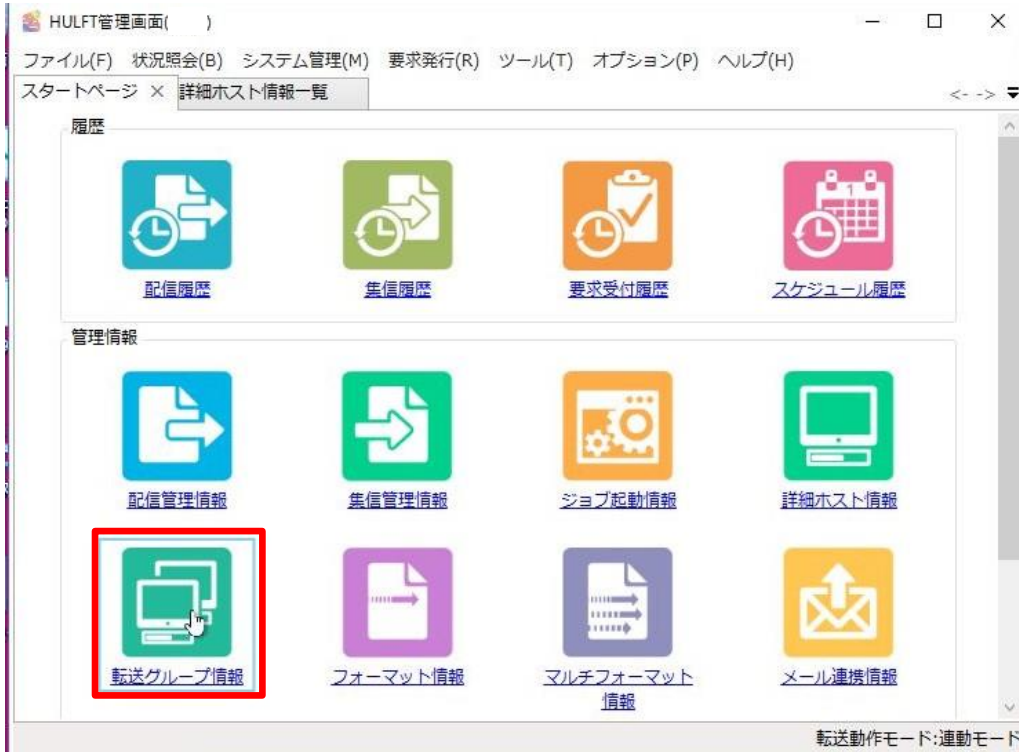 HULFT管理画面(　　)
ファイル(F) 状況照会(B) システム管理(M) 要求発行(R) ツール(T) オプション(P) ヘルプ(H)
スタートページ × 詳細ホスト情報一覧 <- ->
履歴
配信履歴 集信履歴 要求受付履歴 スケジュール履歴
管理情報
配信管理情報 集信管理情報 ジョブ起動情報 詳細ホスト情報
転送グループ情報 フォーマット情報 マルチフォーマット メール連携情報
情報
転送動作モード:連動モード